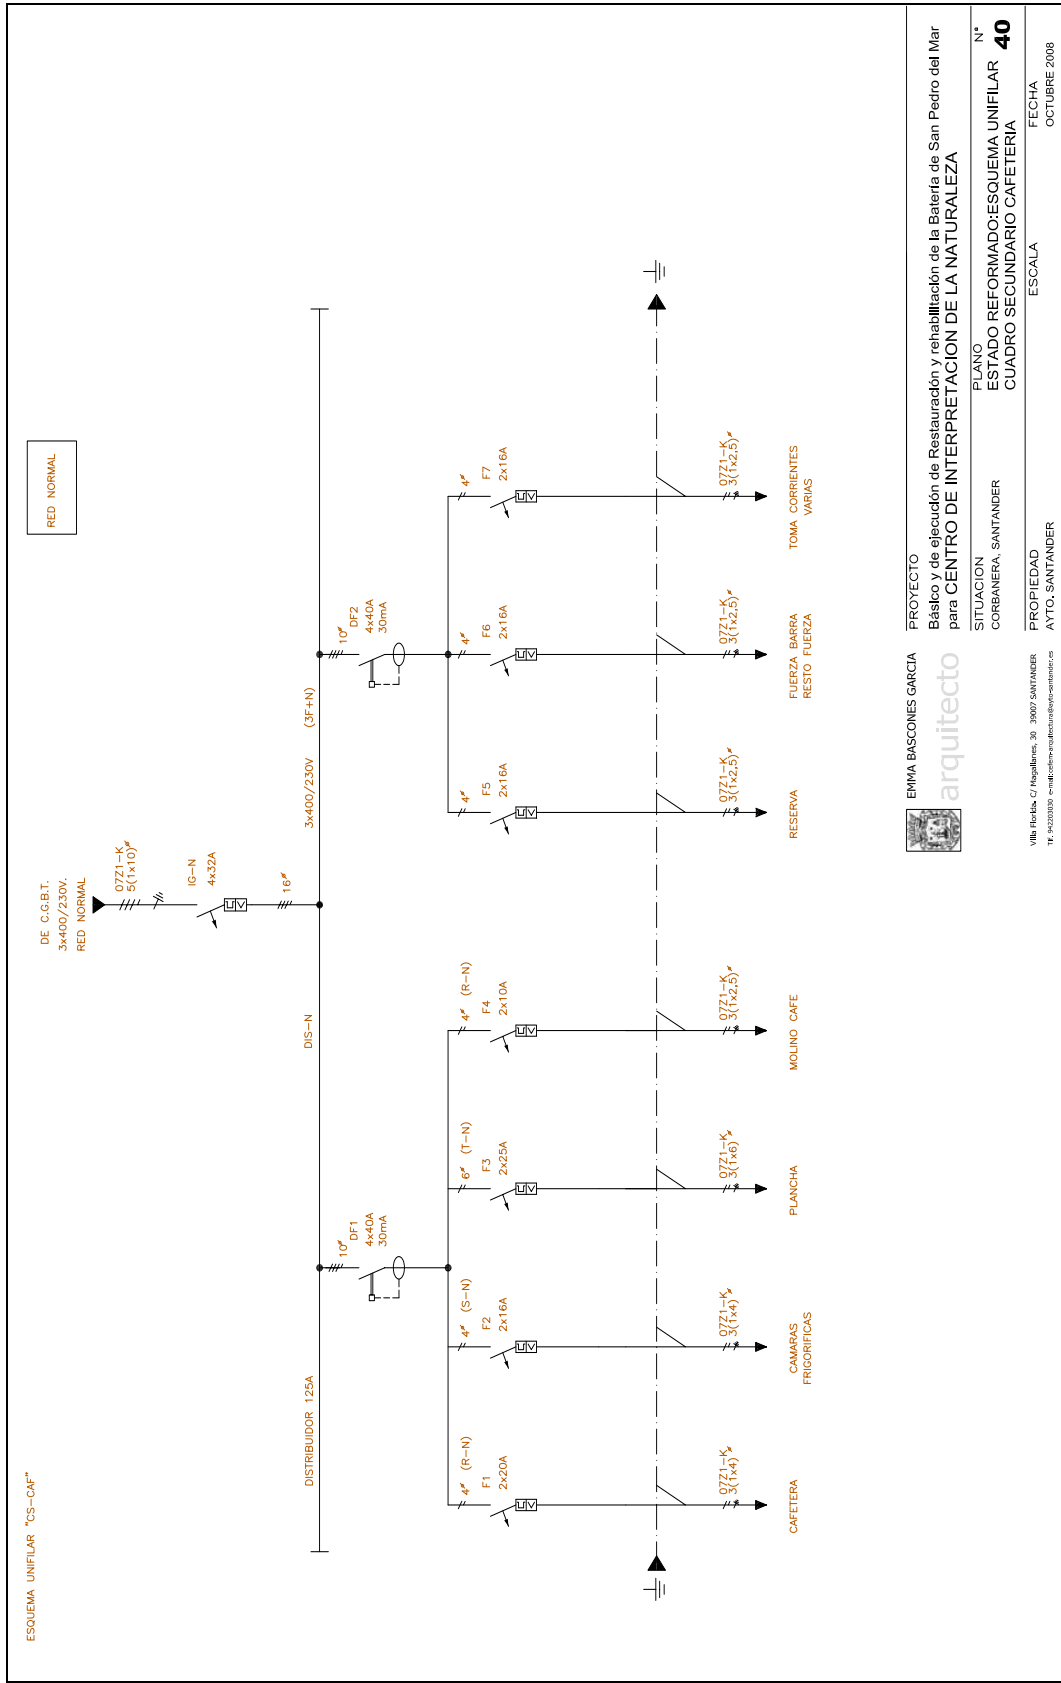 ESQUEMA UNIFILAR "CS-CAF"
RED NORMAL
DE C.G.B.T.
3x400/230V.
RED NORMAL
07Z1-K
5(1x10)
IG-N
4x32A
16
DISTRIBUIDOR 125A
DIS-N
3x400/230V
(3F+N)
10
DF1
4x40A
30mA
10
DF2
4x40A
30mA
4
(R-N)
F1
2x20A
4
(S-N)
F2
2x16A
6
(T-N)
F3
2x25A
4
(R-N)
F4
2x10A
4
F5
2x16A
4
F6
2x16A
4
F7
2x16A
07Z1-K
3(1x4)
07Z1-K
3(1x4)
07Z1-K
3(1x6)
07Z1-K
3(1x2,5)
07Z1-K
3(1x2,5)
07Z1-K
3(1x2,5)
07Z1-K
3(1x2,5)
CAFETERA
CAMARAS
FRIGORIFICAS
PLANCHA
MOLINO CAFE
RESERVA
FUERZA BARRA
RESTO FUERZA
TOMA CORRIENTES
VARIAS
EMMA BASCONES GARCIA
arquitecto
Villa Florida. C/ Magallanes, 30 39007 SANTANDER
PROYECTO
Básico y de ejecución de Restauración y rehabilitación de la Batería de San Pedro del Mar
para CENTRO DE INTERPRETACION DE LA NATURALEZA
SITUACION
CORBANERA, SANTANDER
PLANO
ESTADO REFORMADO:ESQUEMA UNIFILAR
CUADRO SECUNDARIO CAFETERIA
Nº
40
PROPIEDAD
AYTO. SANTANDER
ESCALA
FECHA
OCTUBRE 2008